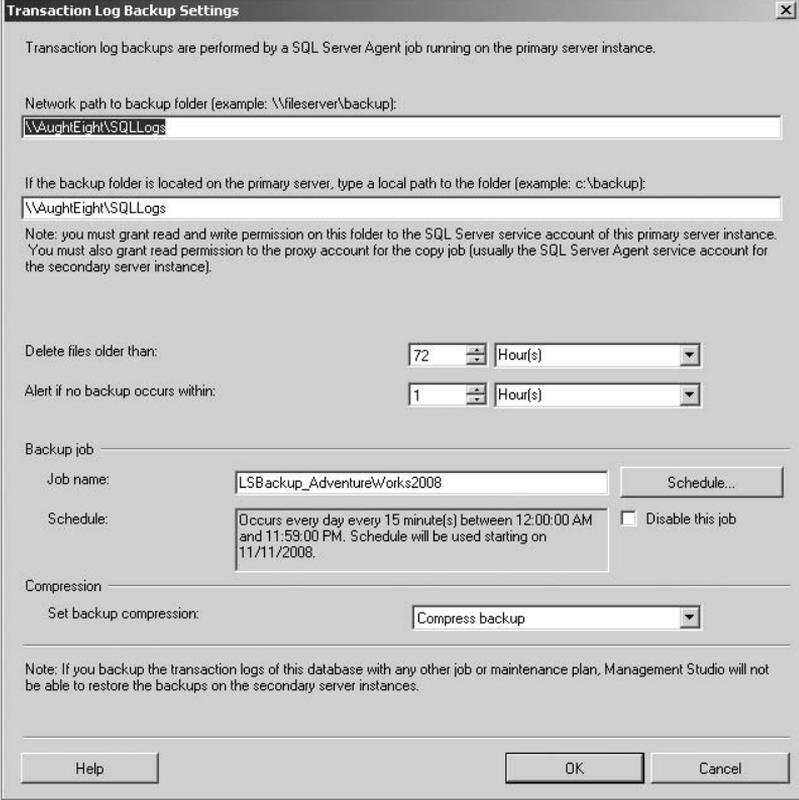 Transaction Log Backup Settings
Transaction log backups are performed by a SQL Server Agent job running on the primary server instance.
Network path to backup folder (example: \\fileserver\backup):
\\AughtEight\SQLLogs
If the backup folder is located on the primary server, type a local path to the folder (example: c:\backup):
\\AughtEight\SQLLogs
Note: you must grant read and write permission on this folder to the SQL Server service account of this primary server instance.
You must also grant read permission to the proxy account for the copy job (usually the SQL Server Agent service account for
the secondary server instance).
Delete files older than:
72
Hour(s)
Alert if no backup occurs within:
1
Hour(s)
Backup job
Job name:
LSBackup_AdventureWorks2008
Schedule...
Schedule:
Occurs every day every 15 minute(s) between 12:00:00 AM
and 11:59:00 PM. Schedule will be used starting on
11/11/2008.
Disable this job
Compression
Set backup compression:
Compress backup
Note: If you backup the transaction logs of this database with any other job or maintenance plan, Management Studio will not
be able to restore the backups on the secondary server instances.
Help
OK
Cancel